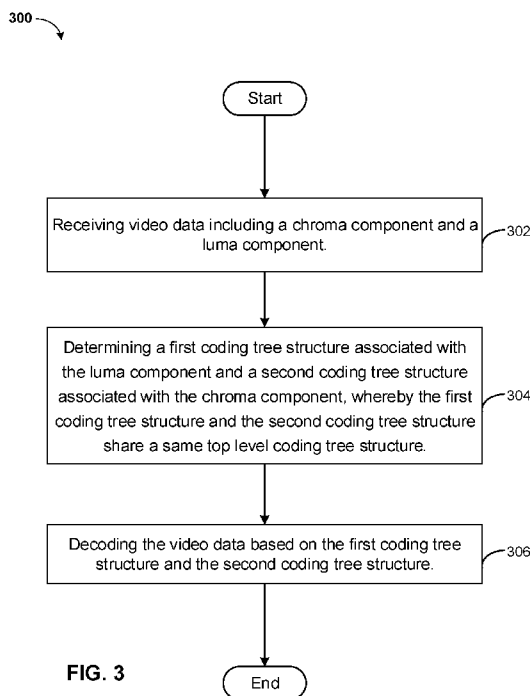 300
Start
Receiving video data including a chroma component and a
luma component.
302
Determining a first coding tree structure associated with
the luma component and a second coding tree structure
associated with the chroma component, whereby the first
coding tree structure and the second coding tree structure
share a same top level coding tree structure.
304
Decoding the video data based on the first coding tree
structure and the second coding tree structure.
306
FIG. 3
End